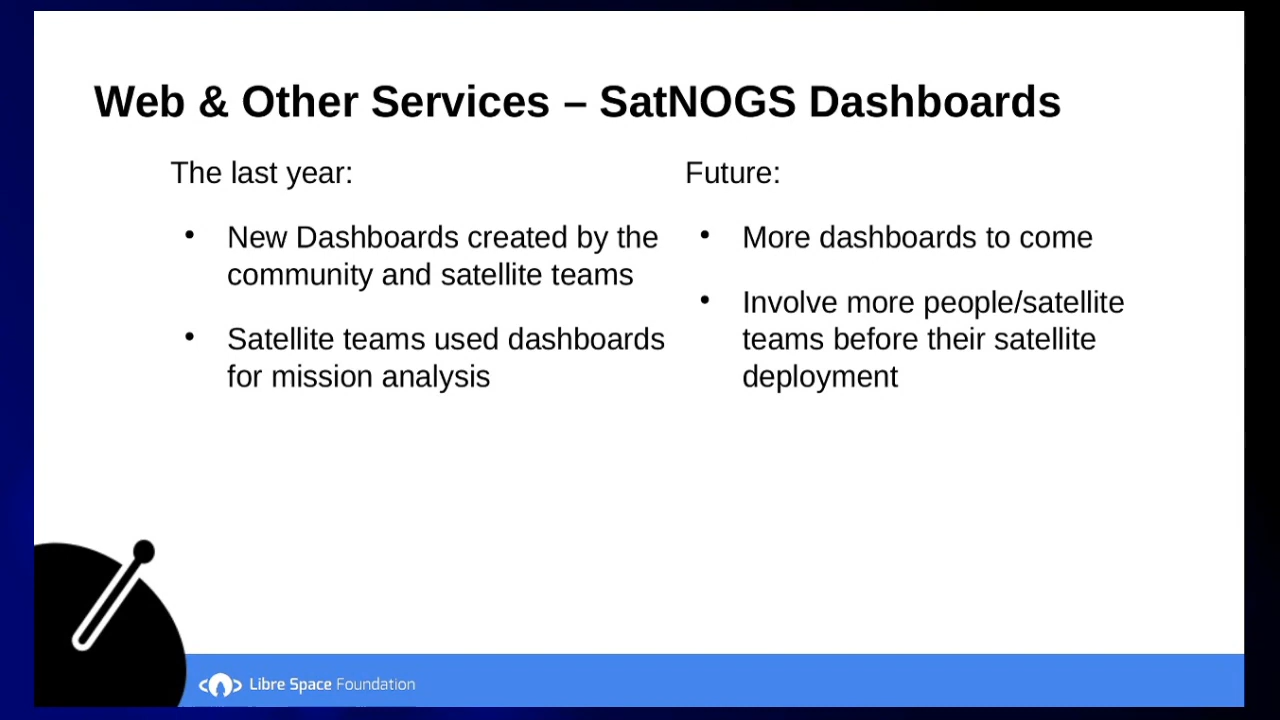 Web & Other Services – SatNOGS Dashboards
The last year:
• New Dashboards created by the
community and satellite teams
• Satellite teams used dashboards
for mission analysis
Future:
• More dashboards to come
• Involve more people/satellite
teams before their satellite
deployment
Libre Space Foundation